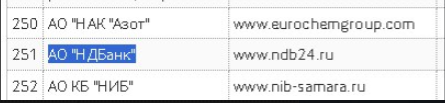 250 АО "НАК "Азот" www.eurochemgroup.com
251 АО "НДБанк" www.ndb24.ru
252 АО КБ "НИБ" www.nib-samara.ru